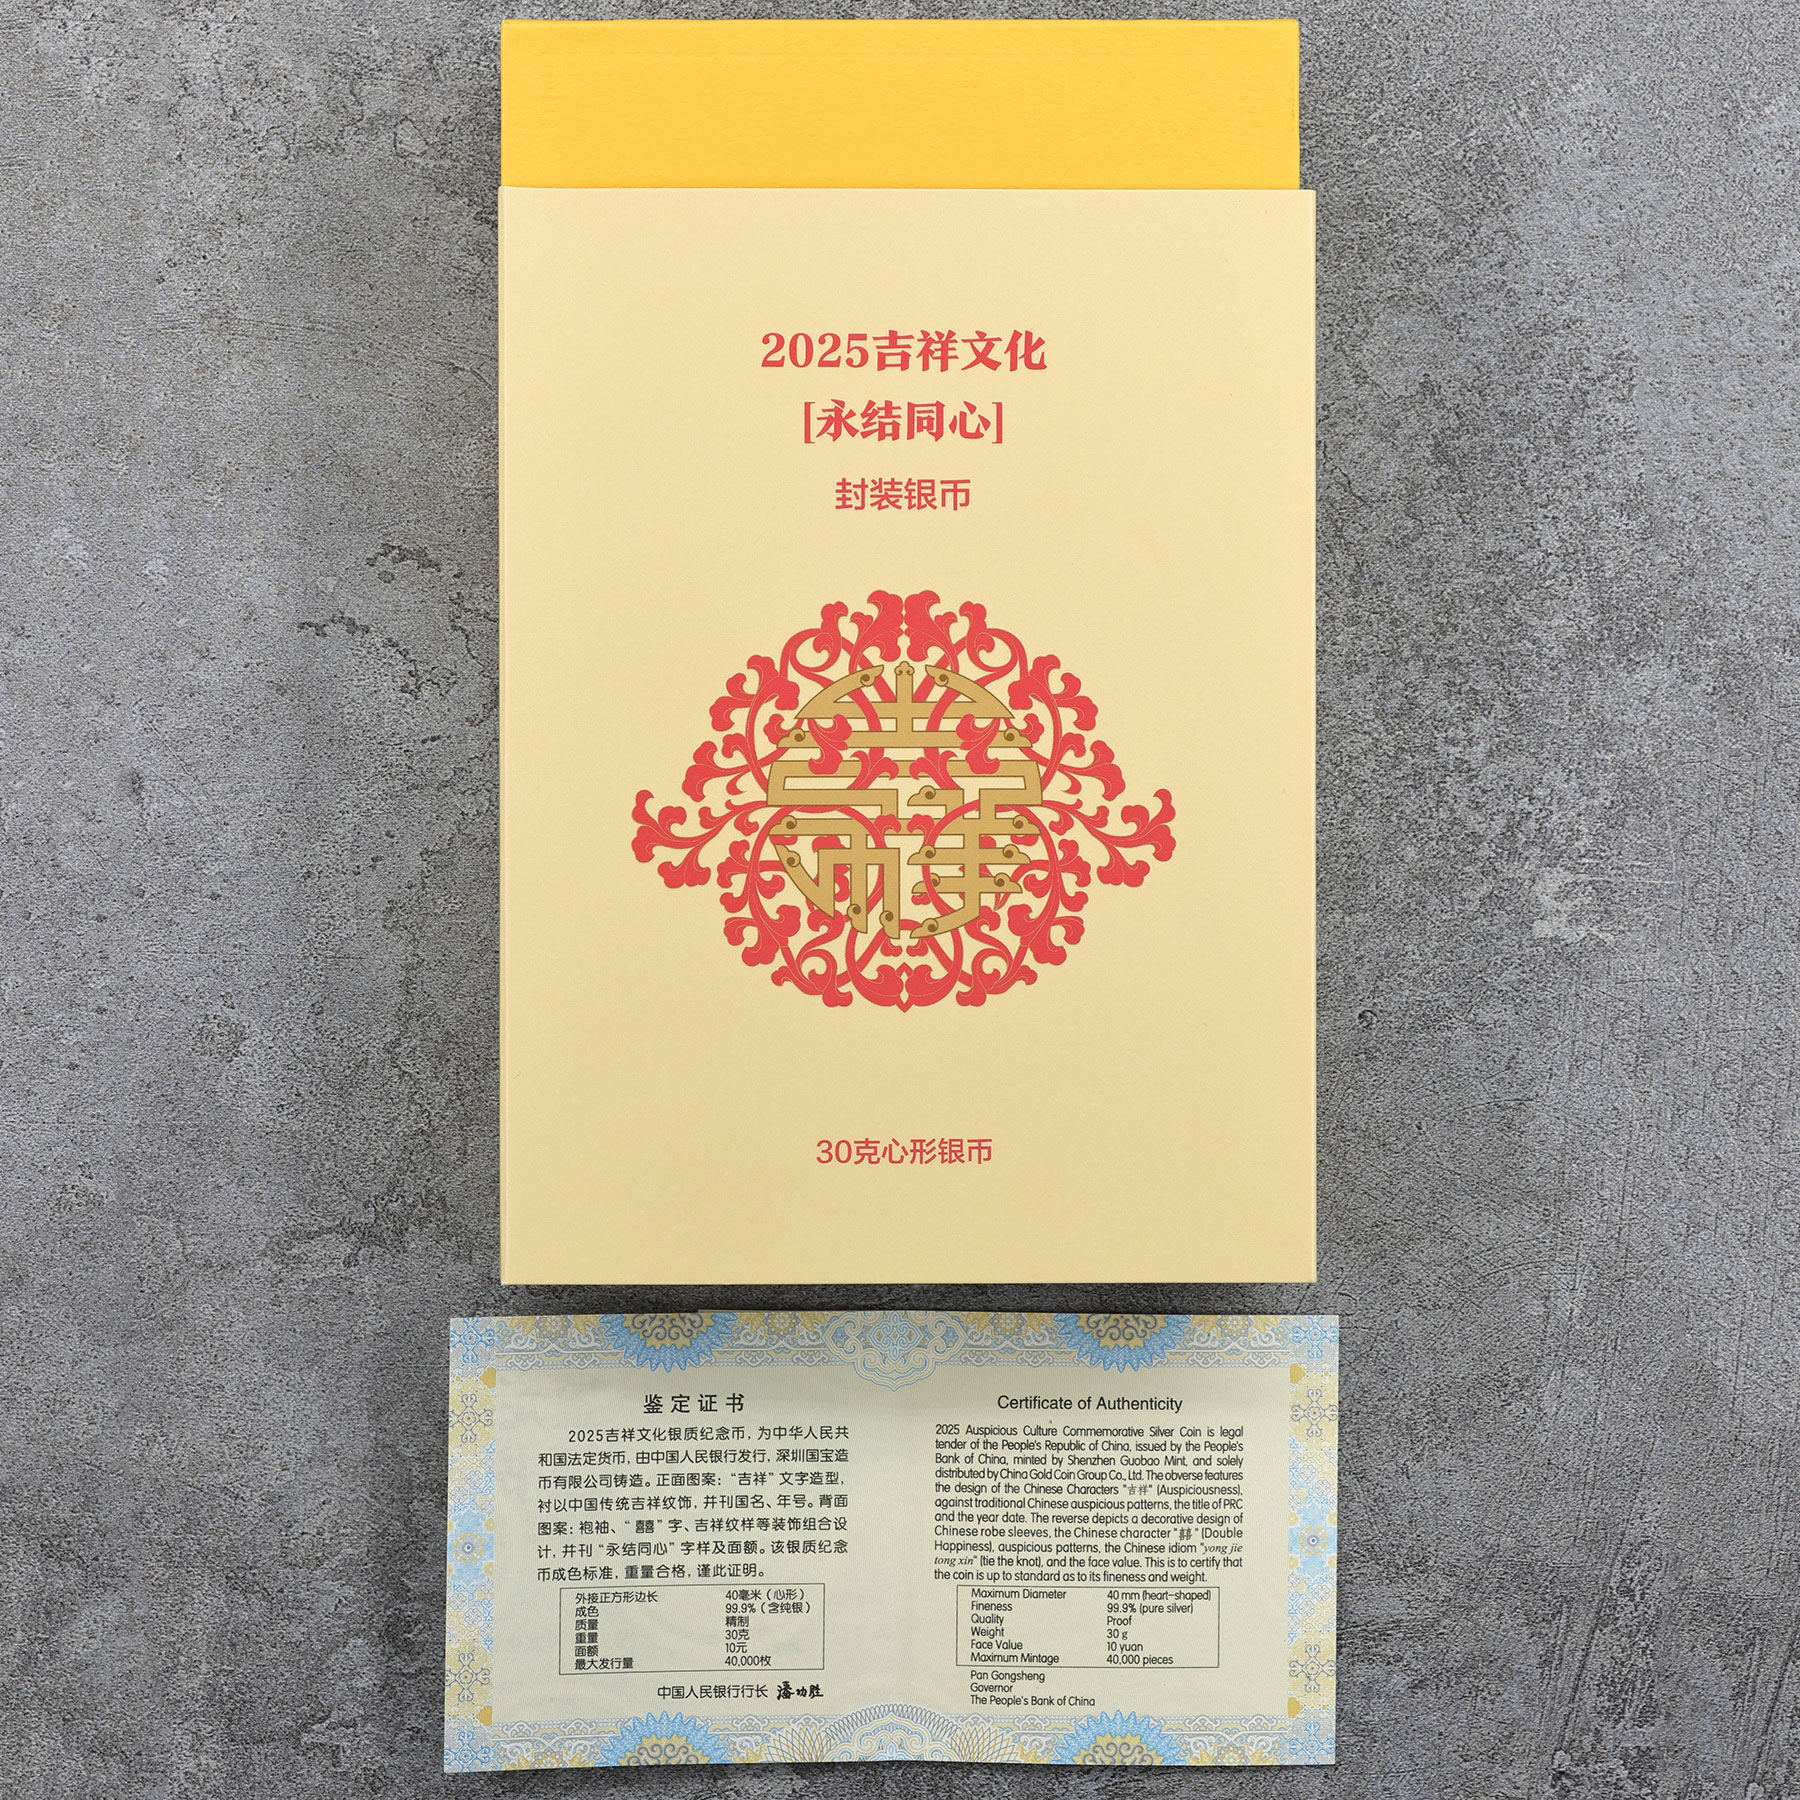 2025吉祥文化
[永结同心]
封装银币
30克心形银币
鉴定证书
2025吉祥文化银质纪念币，为中华人民共
和国法定货币，由中国人民银行发行，深圳国宝造
币有限公司铸造。正面图案：“吉祥”文字造型，
衬以中国传统吉祥纹饰，并刊国名、年号。背面
图案：袍袖、“囍”字、吉祥纹样等装饰组合设
计，并刊“永结同心”字样及面额。该银质纪念
币成色标准，重量合格，谨此证明。
外接正方形边长 40毫米（心形）
成色 99.9%（含纯银）
质量 精制
重量 30克
面额 10元
最大发行量 40,000枚
中国人民银行行长 潘功胜
Certificate of Authenticity
2025 Auspicious Culture Commemorative Silver Coin is legal
tender of the People's Republic of China, issued by the People's
Bank of China, minted by Shenzhen Guobao Mint, and solely
distributed by China Gold Coin Group Co., Ltd. The obverse features
the design of the Chinese Characters "吉祥" (Auspiciousness),
against traditional Chinese auspicious patterns, the title of PRC
and the year date. The reverse depicts a decorative design of
Chinese robe sleeves, the Chinese character "囍" (Double
Happiness), auspicious patterns, the Chinese idiom "yong jie
tong xin" (tie the knot), and the face value. This is to certify that
the coin is up to standard as to its fineness and weight.
Maximum Diameter 40 mm (heart-shaped)
Fineness 99.9% (pure silver)
Quality Proof
Weight 30 g
Face Value 10 yuan
Maximum Mintage 40,000 pieces
Pan Gongsheng
Governor
The People's Bank of China